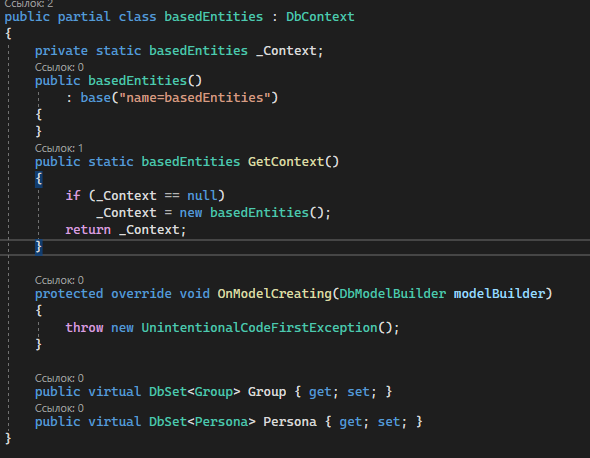 Ссылок: 2
public partial class basedEntities : DbContext
{
private static basedEntities _Context;
Ссылок: 0
public basedEntities()
: base("name=basedEntities")
{
}
Ссылок: 1
public static basedEntities GetContext()
{
if (_Context == null)
_Context = new basedEntities();
return _Context;
}
Ссылок: 0
protected override void OnModelCreating(DbModelBuilder modelBuilder)
{
throw new UnintentionalCodeFirstException();
}
Ссылок: 0
public virtual DbSet<Group> Group { get; set; }
Ссылок: 0
public virtual DbSet<Persona> Persona { get; set; }
}